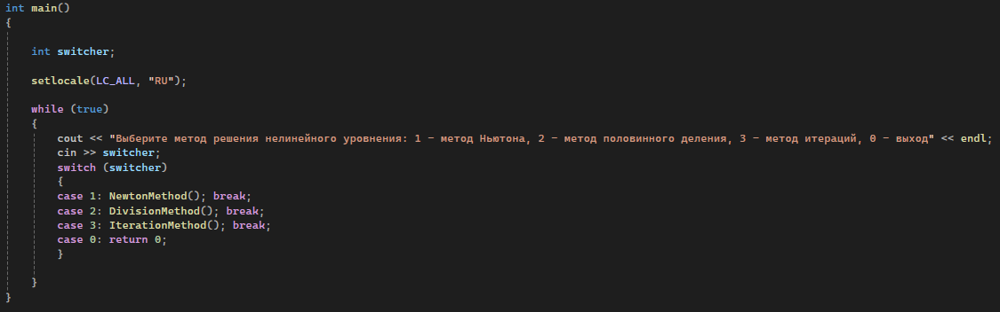 int main()
{
int switcher;
setlocale(LC_ALL, "RU");
while (true)
{
cout << "Выберите метод решения нелинейного уровнения: 1 - метод Ньютона, 2 - метод половинного деления, 3 - метод итераций, 0 - выход" << endl;
cin >> switcher;
switch (switcher)
{
case 1: NewtonMethod(); break;
case 2: DivisionMethod(); break;
case 3: IterationMethod(); break;
case 0: return 0;
}
}
}